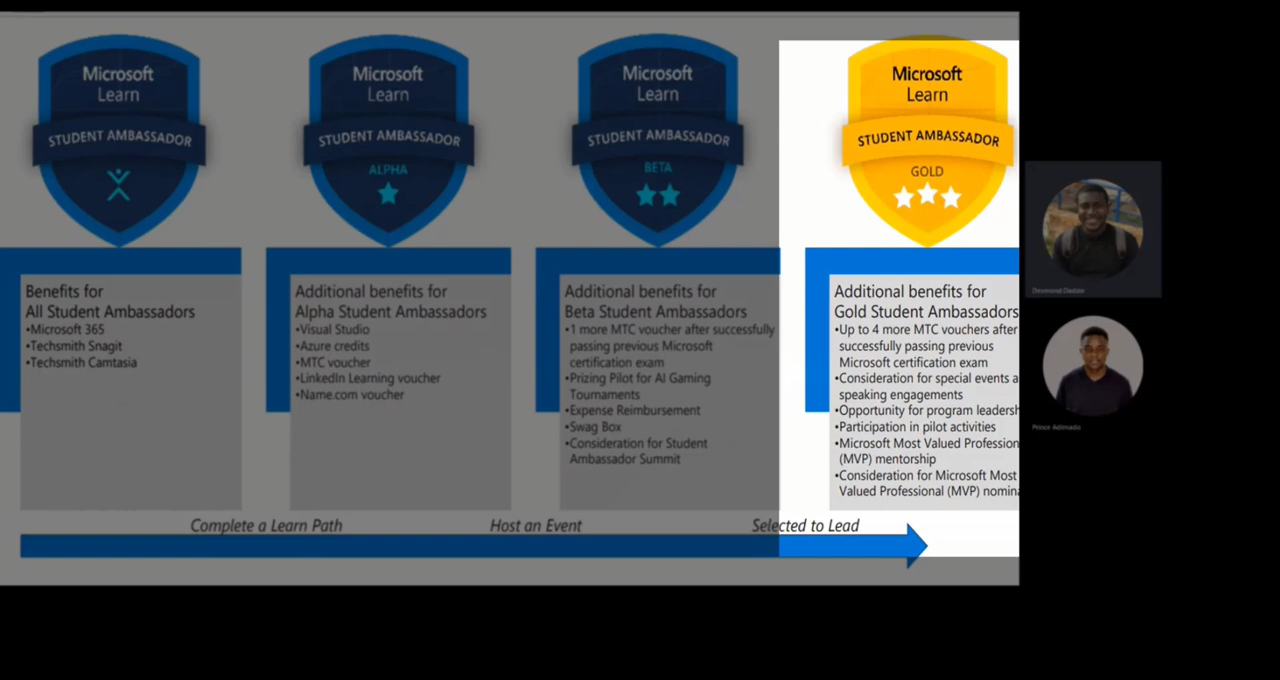 Microsoft
Learn
STUDENT AMBASSADOR
Benefits for
All Student Ambassadors
•Microsoft 365
•Techsmith Snagit
•Techsmith Camtasia
Microsoft
Learn
STUDENT AMBASSADOR
ALPHA
Additional benefits for
Alpha Student Ambassadors
•Visual Studio
•Azure credits
•MTC voucher
•LinkedIn Learning voucher
•Name.com voucher
Microsoft
Learn
STUDENT AMBASSADOR
BETA
Additional benefits for
Beta Student Ambassadors
•1 more MTC voucher after successfully
passing previous Microsoft
certification exam
•Prizing Pilot for AI Gaming
Tournaments
•Expense Reimbursement
•Swag Box
•Consideration for Student
Ambassador Summit
Microsoft
Learn
STUDENT AMBASSADOR
GOLD
Additional benefits for
Gold Student Ambassadors
•Up to 4 more MTC vouchers after
successfully passing previous
Microsoft certification exam
•Consideration for special events a
speaking engagements
•Opportunity for program leadersh
•Participation in pilot activities
•Microsoft Most Valued Profession
(MVP) mentorship
•Consideration for Microsoft Most
Valued Professional (MVP) nomina
Complete a Learn Path
Host an Event
Selected to Lead
Desmond
Prince Adimado